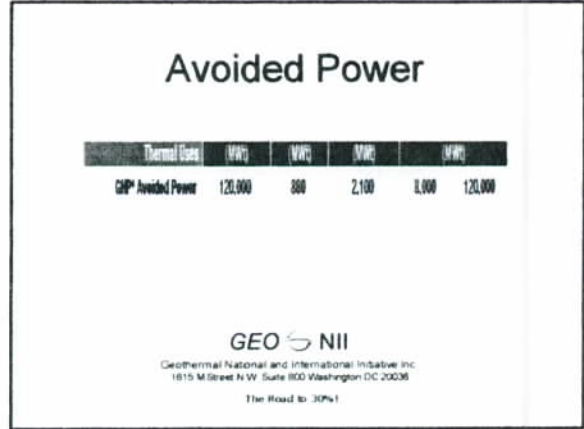 Avoided Power
Thermal Uses (MWt) (MWt) (MWt) (MWt)
GHP* Avoided Power 120,000 880 2,100 8,000 120,000
GEO NII
Geothermal National and International Initiative Inc
1615 M Street N.W. Suite 800 Washington DC 20036
The Road to 30%!